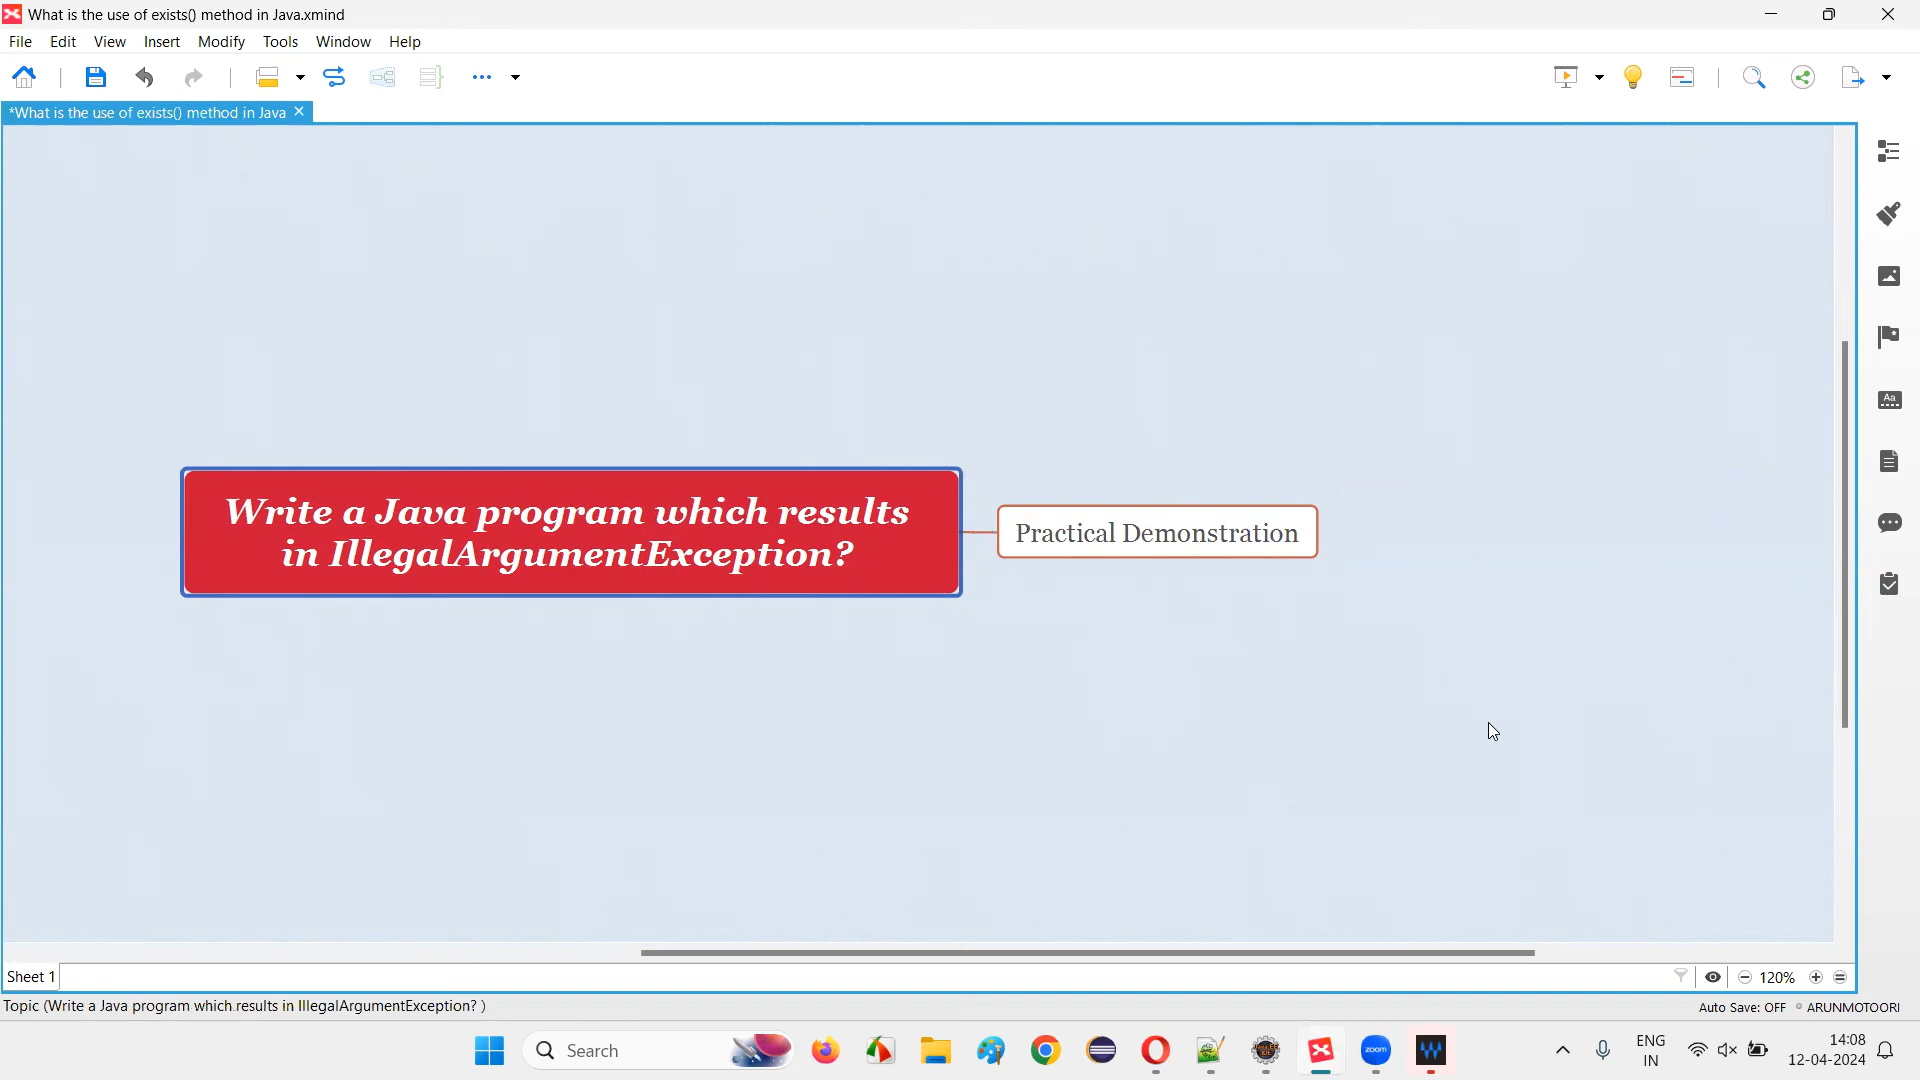 What is the use of exists() method in Java.xmind
File Edit View Insert Modify Tools Window Help
*What is the use of exists() method in Java
Write a Java program which results
in IllegalArgumentException?
Practical Demonstration
Aa
Sheet 1
120%
Topic (Write a Java program which results in IllegalArgumentException? )
Auto Save: OFF
ARUNMOTOORI
Search
zoom
ENG
IN
14:08
12-04-2024